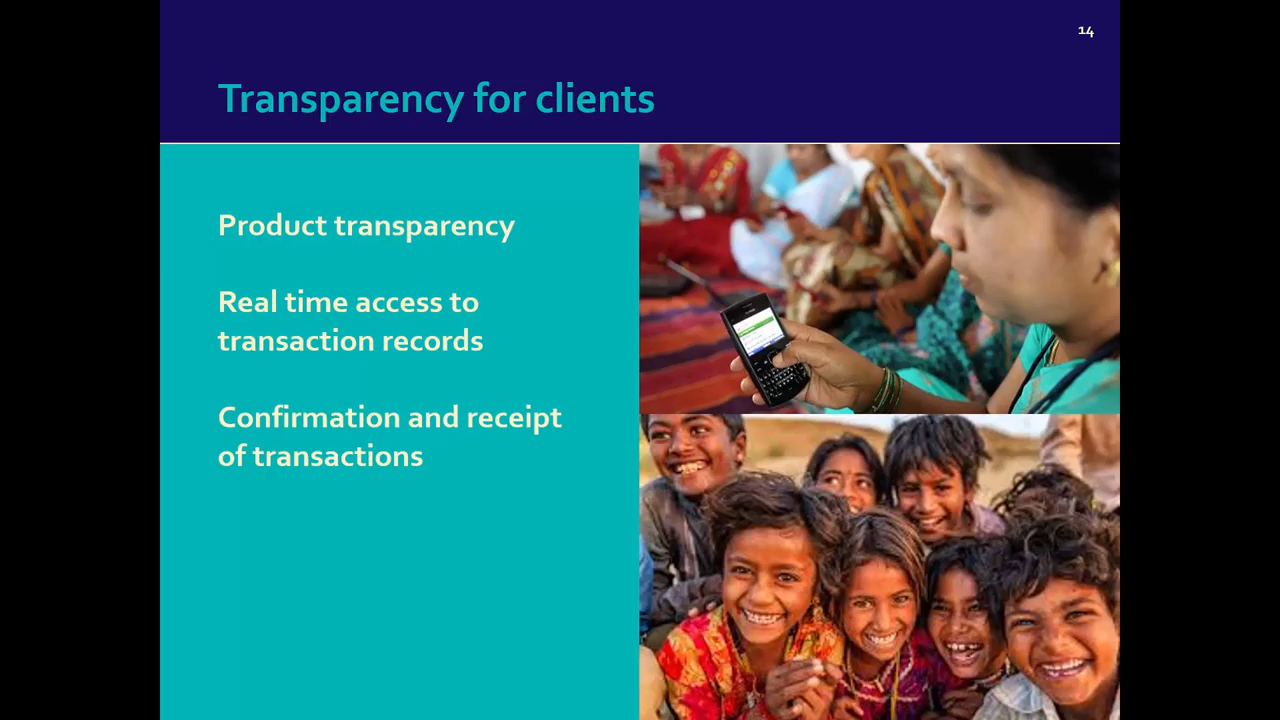 14
Transparency for clients
Product transparency
Real time access to
transaction records
Confirmation and receipt
of transactions